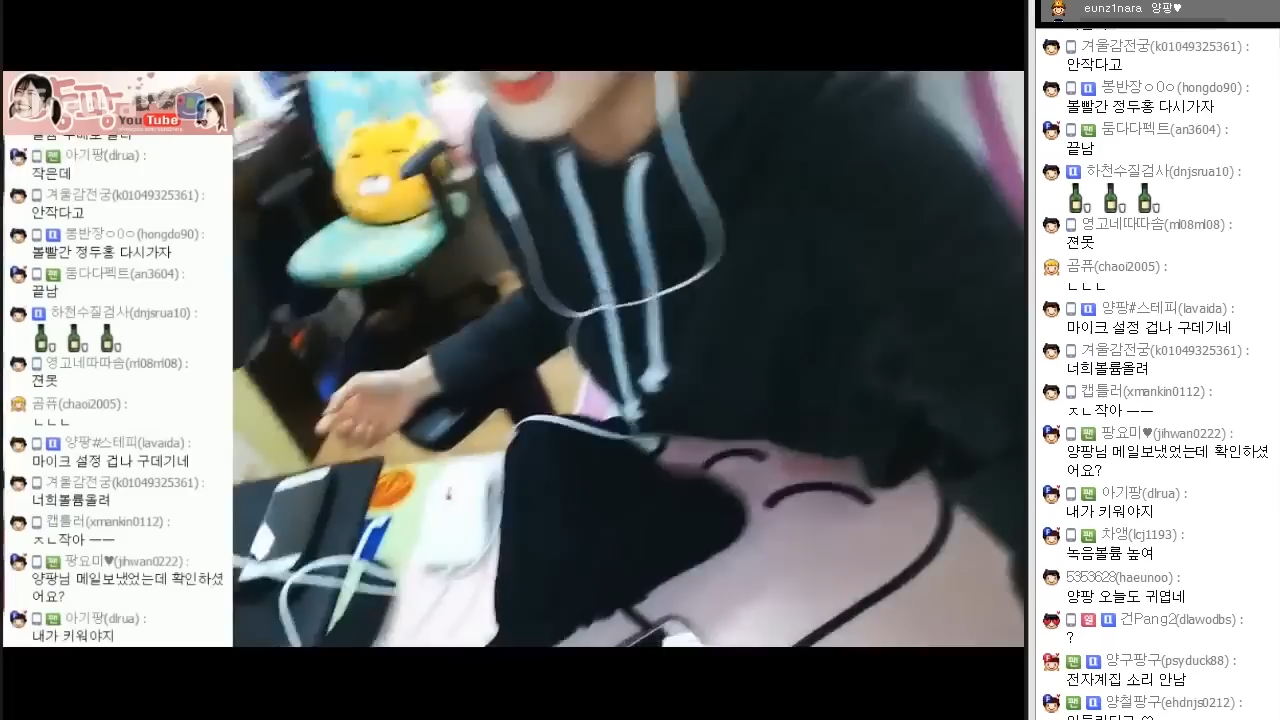 eunz1nara 양팡♥
You Tube
아기팡(dlrua) :
작은데
겨울감전궁(k01049325361) :
안작다고
봉반장ㅇ0ㅇ(hongdo90) :
볼빨간 정두홍 다시가자
둠다다펙트(an3604) :
끝남
하천수질검사(dnjsrua10) :
영고네따따솜(ml08ml08) :
젼못
곰퓨(chaoi2005) :
ㄴㄴㄴ
양팡#스테피(lavaida) :
마이크 설정 겁나 구데기네
겨울감전궁(k01049325361) :
너희볼륨올려
캡틀러(xmankin0112) :
ㅈㄴ작아 ㅡㅡ
팡요미♥(jihwan0222) :
양팡님 메일보냈었는데 확인하셨
어요?
아기팡(dlrua) :
내가 키워야지
겨울감전궁(k01049325361) :
안작다고
봉반장ㅇ0ㅇ(hongdo90) :
볼빨간 정두홍 다시가자
둠다다펙트(an3604) :
끝남
하천수질검사(dnjsrua10) :
영고네따따솜(ml08ml08) :
젼못
곰퓨(chaoi2005) :
ㄴㄴㄴ
양팡#스테피(lavaida) :
마이크 설정 겁나 구데기네
겨울감전궁(k01049325361) :
너희볼륨올려
캡틀러(xmankin0112) :
ㅈㄴ작아 ㅡㅡ
팡요미♥(jihwan0222) :
양팡님 메일보냈었는데 확인하셨
어요?
아기팡(dlrua) :
내가 키워야지
차앸(lcj1193) :
녹음볼륨 높여
5353628(haeunoo) :
양팡 오늘도 귀엽네
열 건Pang2(dlawodbs) :
?
팬 양구팡구(psyduck88) :
전자계집 소리 안남
팬 양철팡구(ehdnjs0212) :